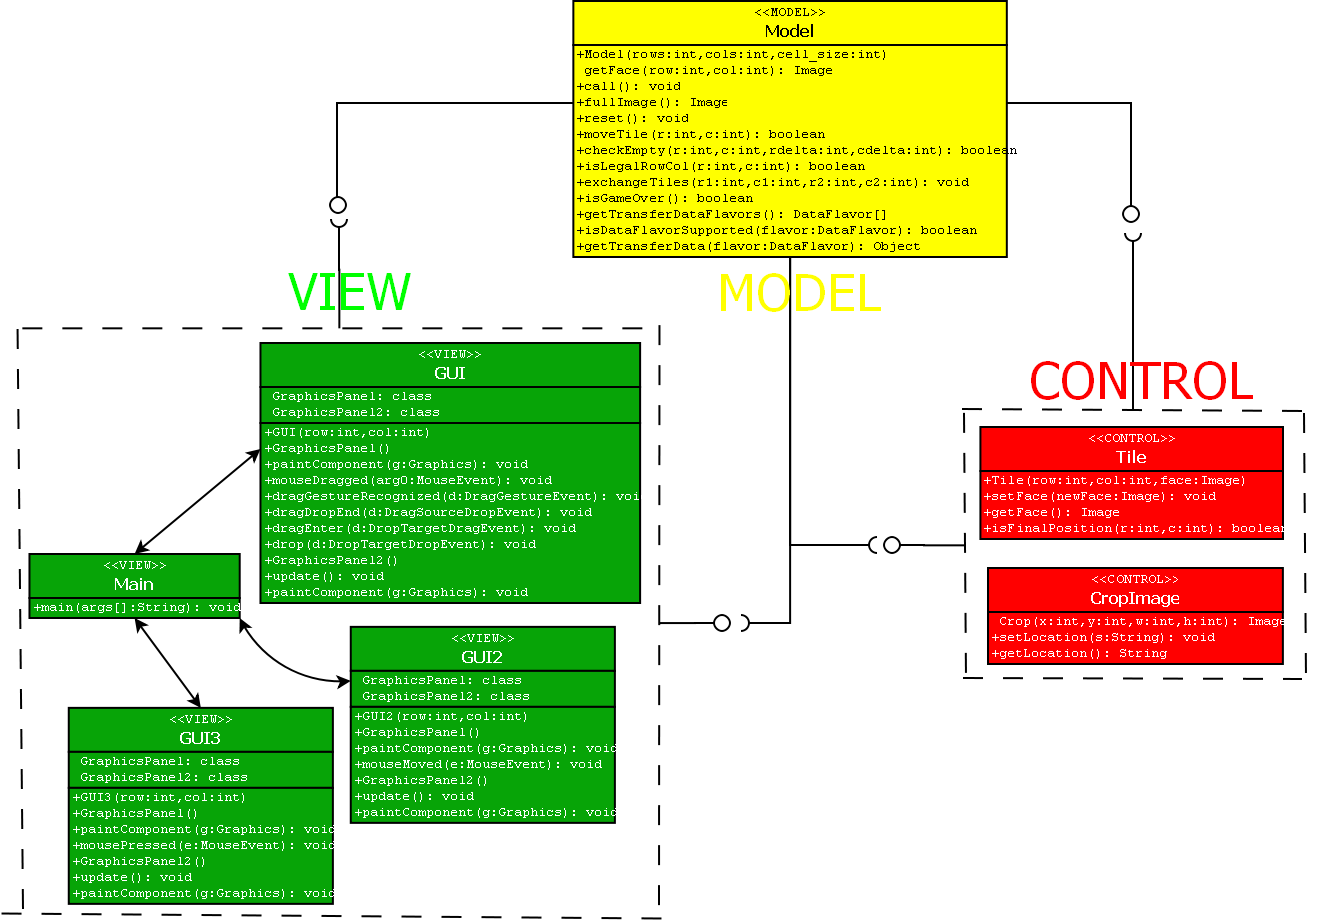 <<MODEL>>
Model
+Model(rows:int,cols:int,cell_size:int)
getFace(row:int,col:int): Image
+call(): void
+fullImage(): Image
+reset(): void
+moveTile(r:int,c:int): boolean
+checkEmpty(r:int,c:int,rdelta:int,cdelta:int): boolean
+isLegalRowCol(r:int,c:int): boolean
+exchangeTiles(r1:int,c1:int,r2:int,c2:int): void
+isGameOver(): boolean
+getTransferDataFlavors(): DataFlavor[]
+isDataFlavorSupported(flavor:DataFlavor): boolean
+getTransferData(flavor:DataFlavor): Object
VIEW
MODEL
CONTROL
<<VIEW>>
GUI
GraphicsPanel: class
GraphicsPanel2: class
+GUI(row:int,col:int)
+GraphicsPanel()
+paintComponent(g:Graphics): void
+mouseDragged(arg0:MouseEvent): void
+dragGestureRecognized(d:DragGestureEvent): voi
+dragDropEnd(d:DragSourceDropEvent): void
+dragEnter(d:DropTargetDragEvent): void
+drop(d:DropTargetDropEvent): void
+GraphicsPanel2()
+update(): void
+paintComponent(g:Graphics): void
<<CONTROL>>
Tile
+Tile(row:int,col:int,face:Image)
+setFace(newFace:Image): void
+getFace(): Image
+isFinalPosition(r:int,c:int): boolean
<<VIEW>>
Main
+main(args[]:String): void
<<CONTROL>>
CropImage
Crop(x:int,y:int,w:int,h:int): Image
+setLocation(s:String): void
+getLocation(): String
<<VIEW>>
GUI2
GraphicsPanel: class
GraphicsPanel2: class
+GUI2(row:int,col:int)
+GraphicsPanel()
+paintComponent(g:Graphics): void
+mouseMoved(e:MouseEvent): void
+GraphicsPanel2()
+update(): void
+paintComponent(g:Graphics): void
<<VIEW>>
GUI3
GraphicsPanel: class
GraphicsPanel2: class
+GUI3(row:int,col:int)
+GraphicsPanel()
+paintComponent(g:Graphics): void
+mousePressed(e:MouseEvent): void
+GraphicsPanel2()
+update(): void
+paintComponent(g:Graphics): void